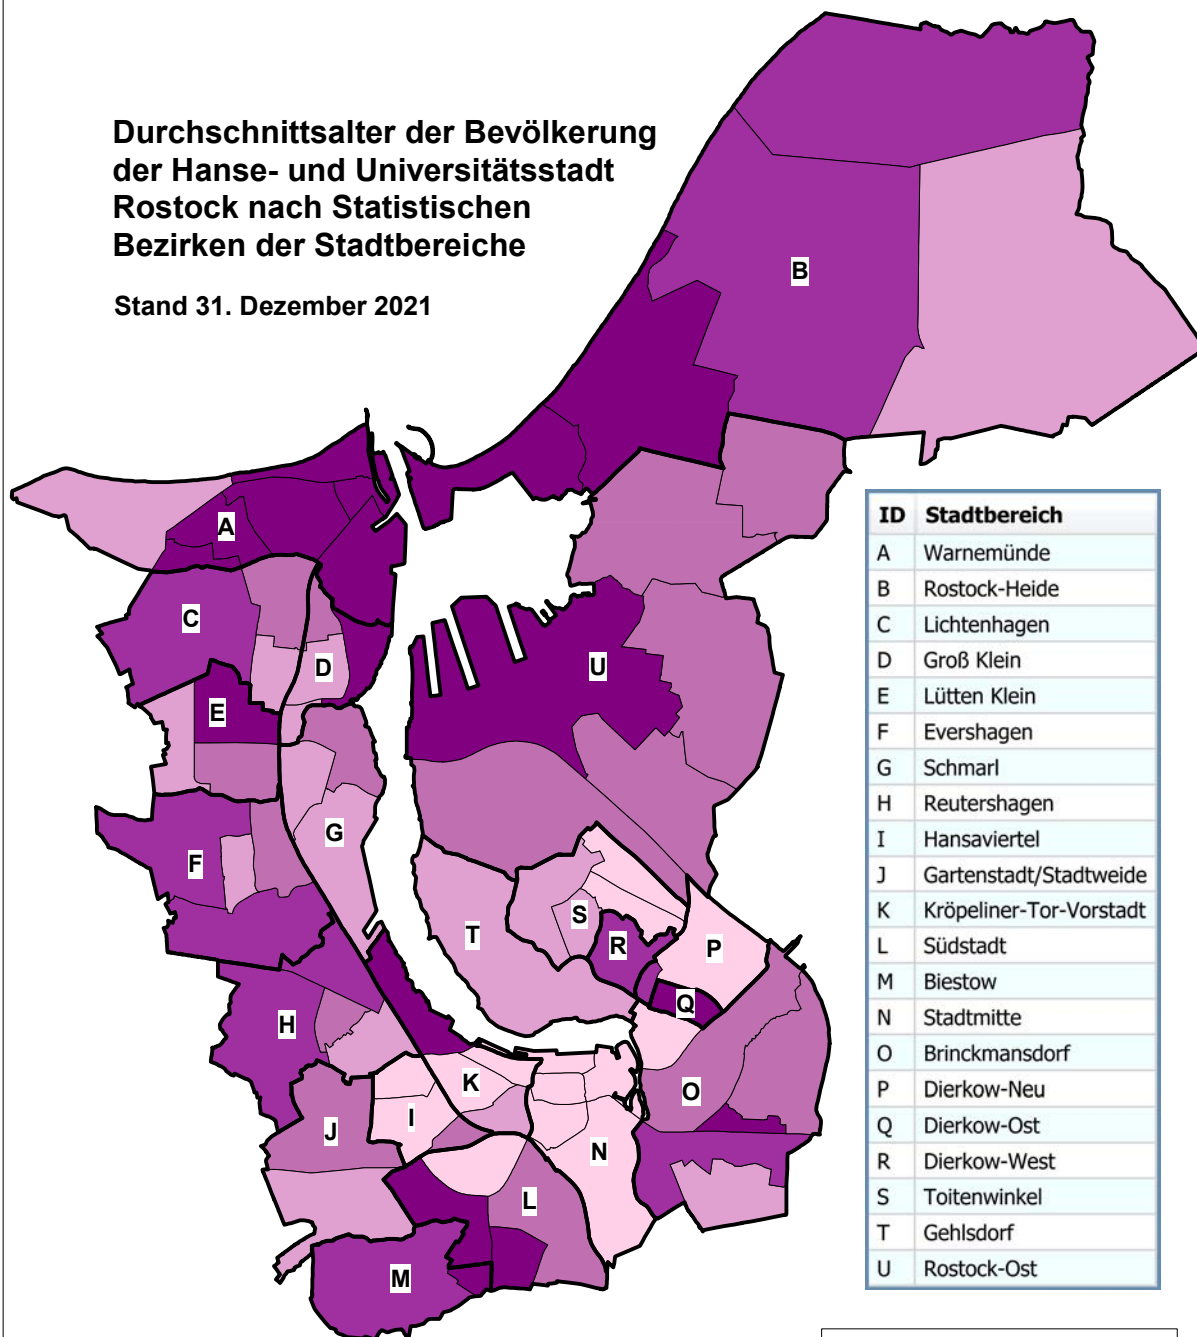 Durchschnittsalter der Bevölkerung
der Hanse- und Universitätsstadt
Rostock nach Statistischen
Bezirken der Stadtbereiche
Stand 31. Dezember 2021
B
A
C
D
E
U
G
F
S
T
R
P
Q
H
K
O
I
J
N
L
M
ID Stadtbereich
A Warnemünde
B Rostock-Heide
C Lichtenhagen
D Groß Klein
E Lütten Klein
F Evershagen
G Schmarl
H Reutershagen
I Hansaviertel
J Gartenstadt/Stadtweide
K Kröpeliner-Tor-Vorstadt
L Südstadt
M Biestow
N Stadtmitte
O Brinckmansdorf
P Dierkow-Neu
Q Dierkow-Ost
R Dierkow-West
S Toitenwinkel
T Gehlsdorf
U Rostock-Ost